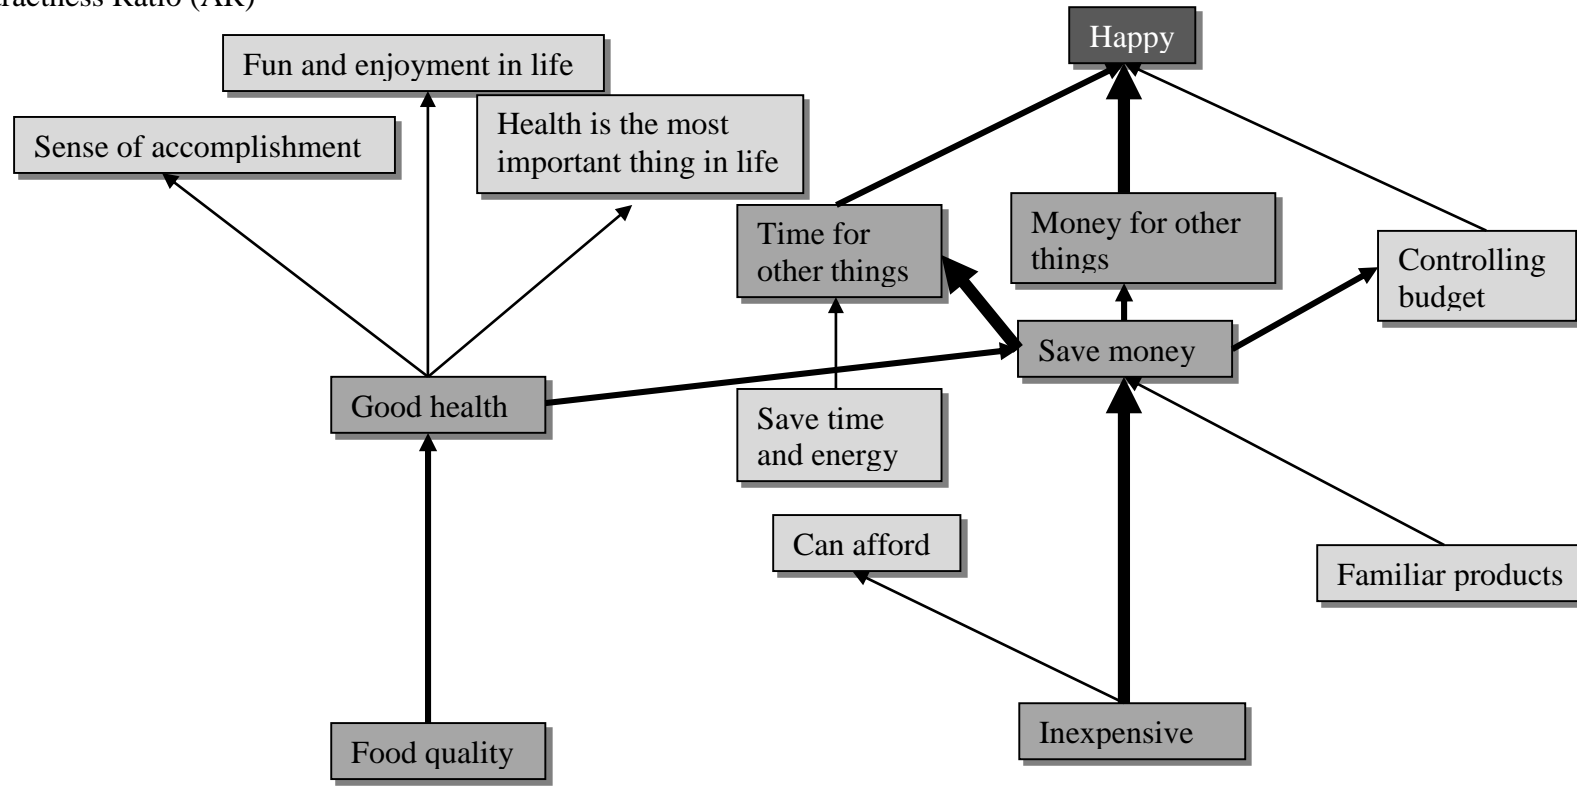 Ratio (AR)
Happy
Fun and enjoyment in life
Health is the most
important thing in life
Sense of accomplishment
Time for
other things
Money for other
things
Controlling
budget
Save money
Good health
Save time
and energy
Can afford
Familiar products
Inexpensive
Food quality